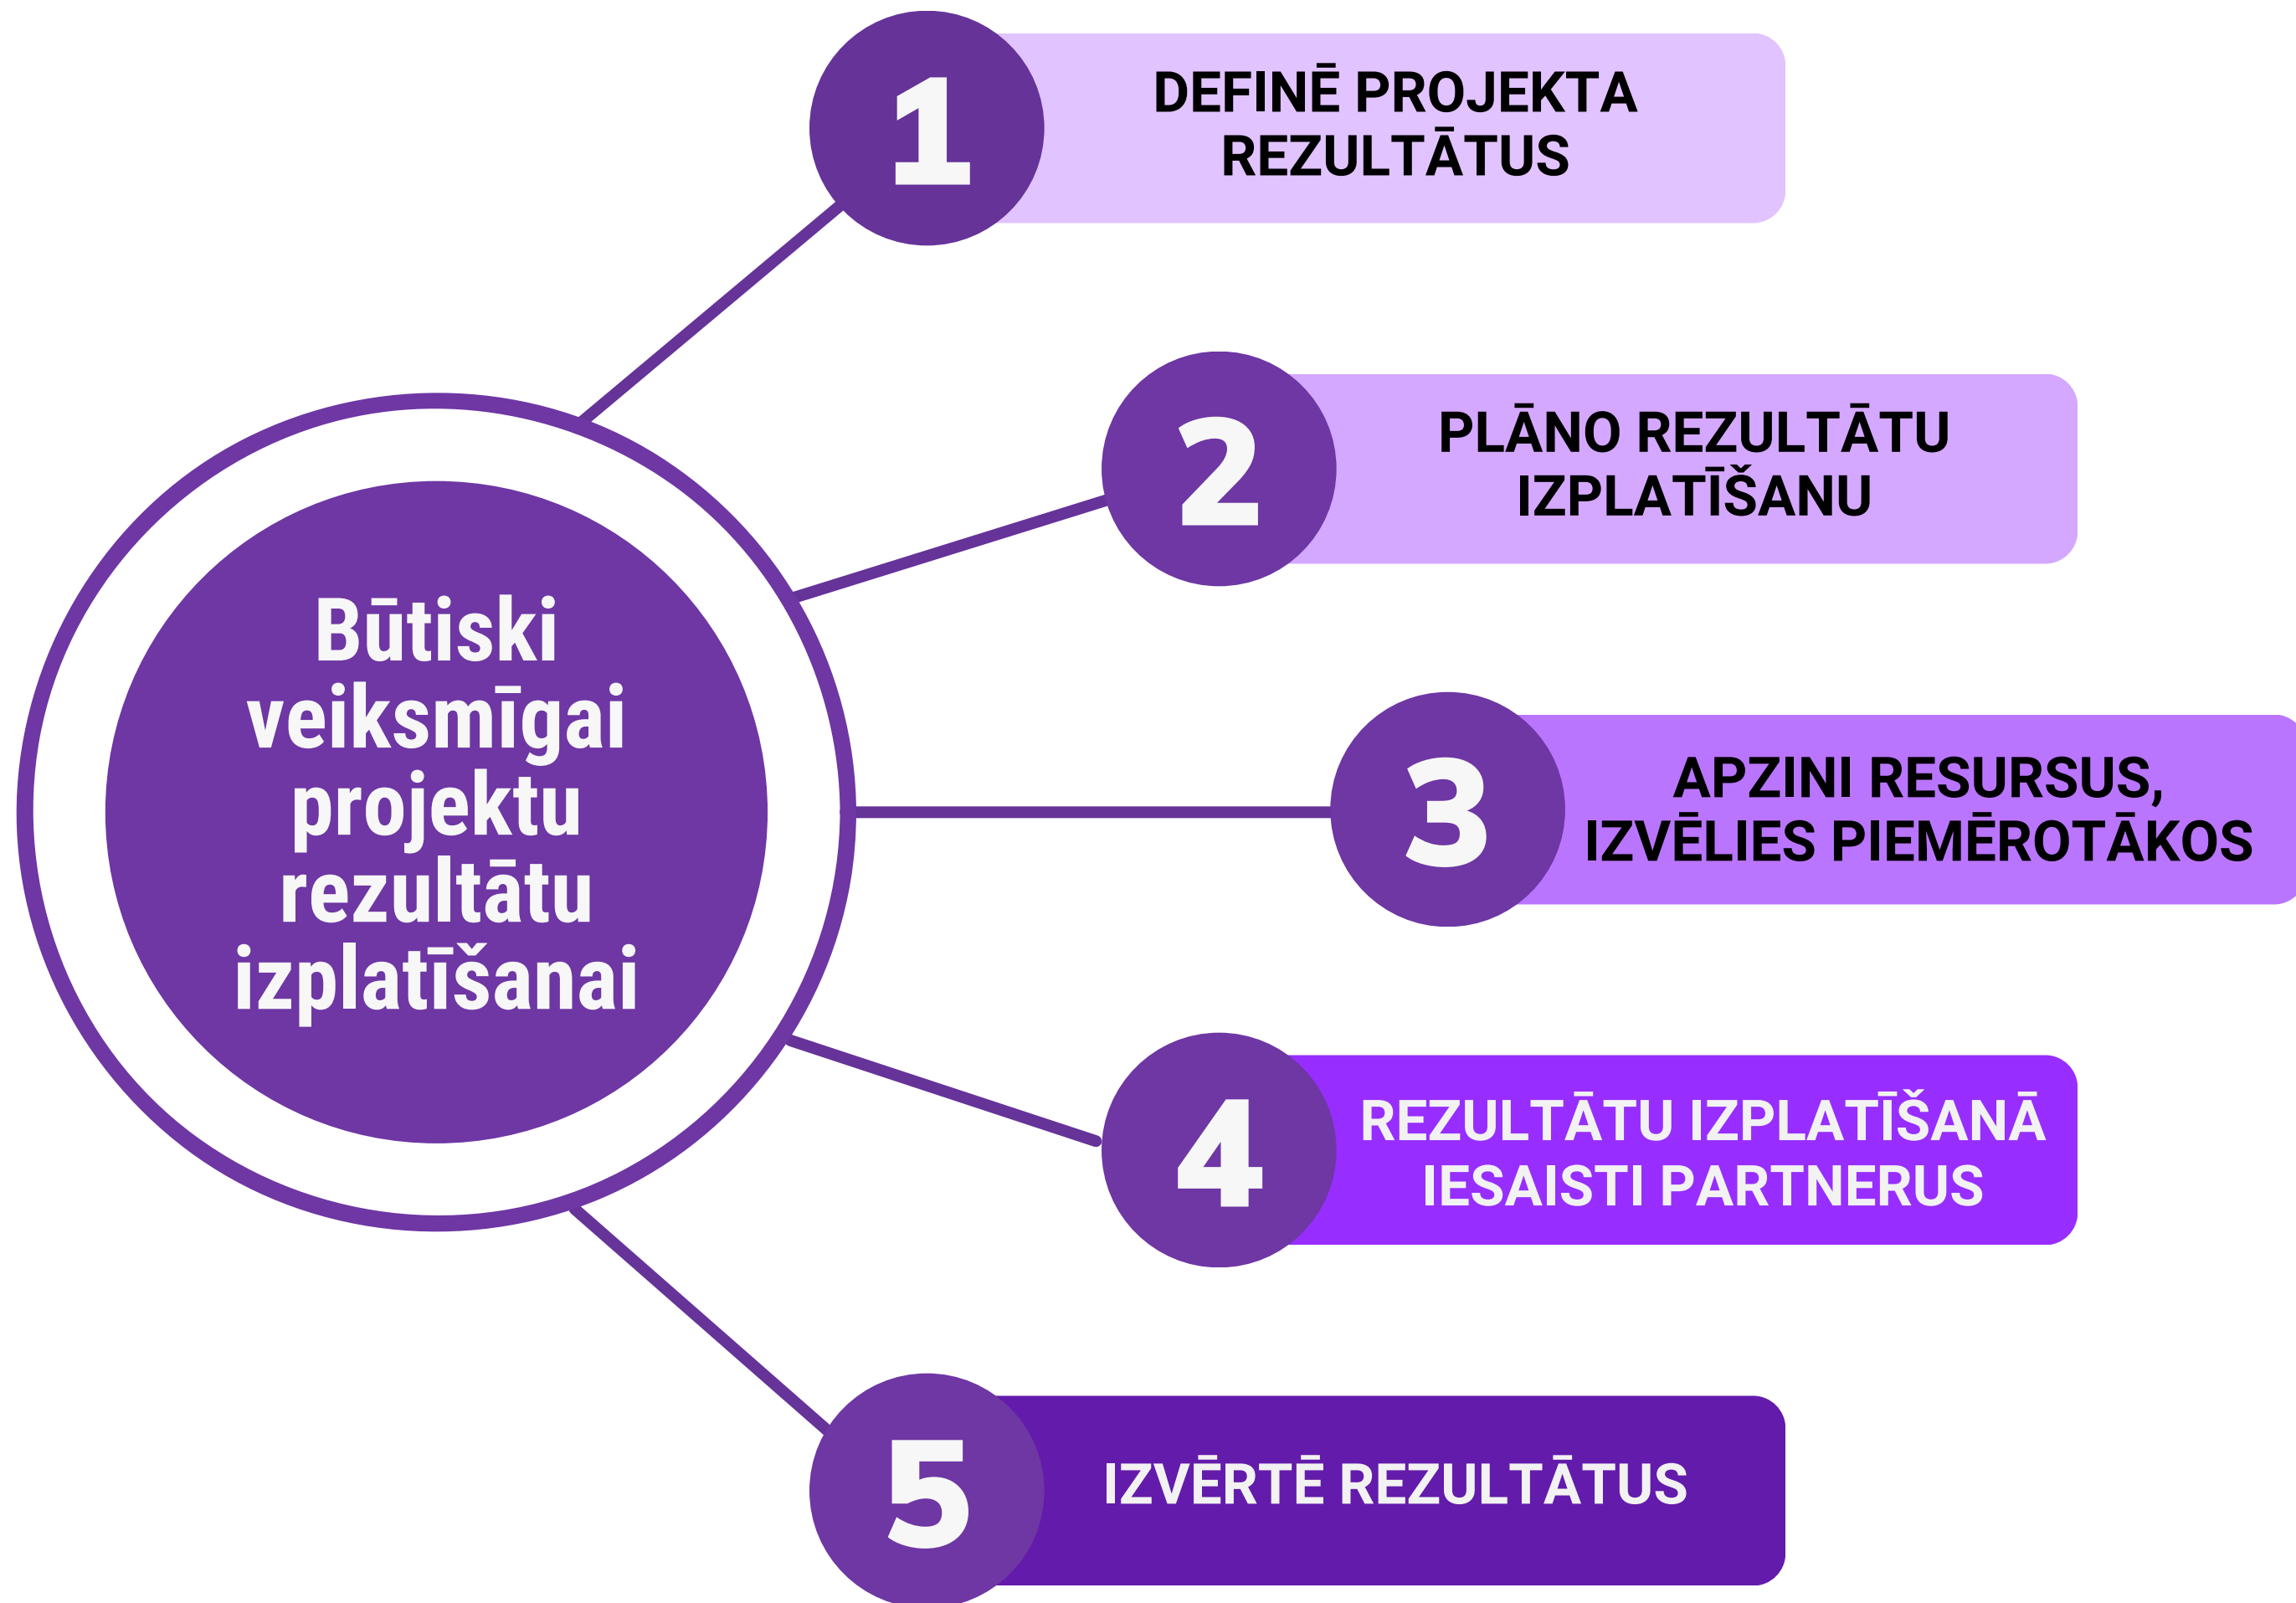 Būtiski
veiksmīgai
projektu
rezultātu
izplatīšanai
1
DEFINĒ PROJEKTA
REZULTĀTUS
2
PLĀNO REZULTĀTU
IZPLATĪŠANU
3
APZINI RESURSUS,
IZVĒLIES PIEMĒROTĀKOS
4
REZULTĀTU IZPLATĪŠANĀ
IESAISTI PARTNERUS
5
IZVĒRTĒ REZULTĀTUS